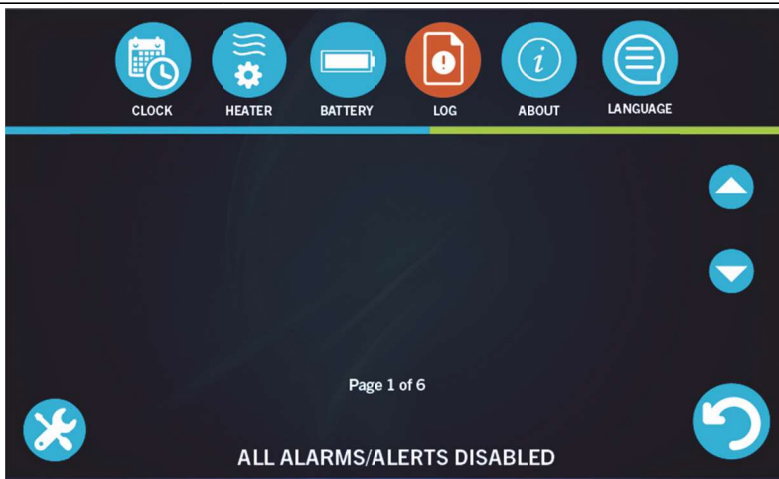 CLOCK HEATER BATTERY LOG ABOUT LANGUAGE
Page 1 of 6
ALL ALARMS/ALERTS DISABLED